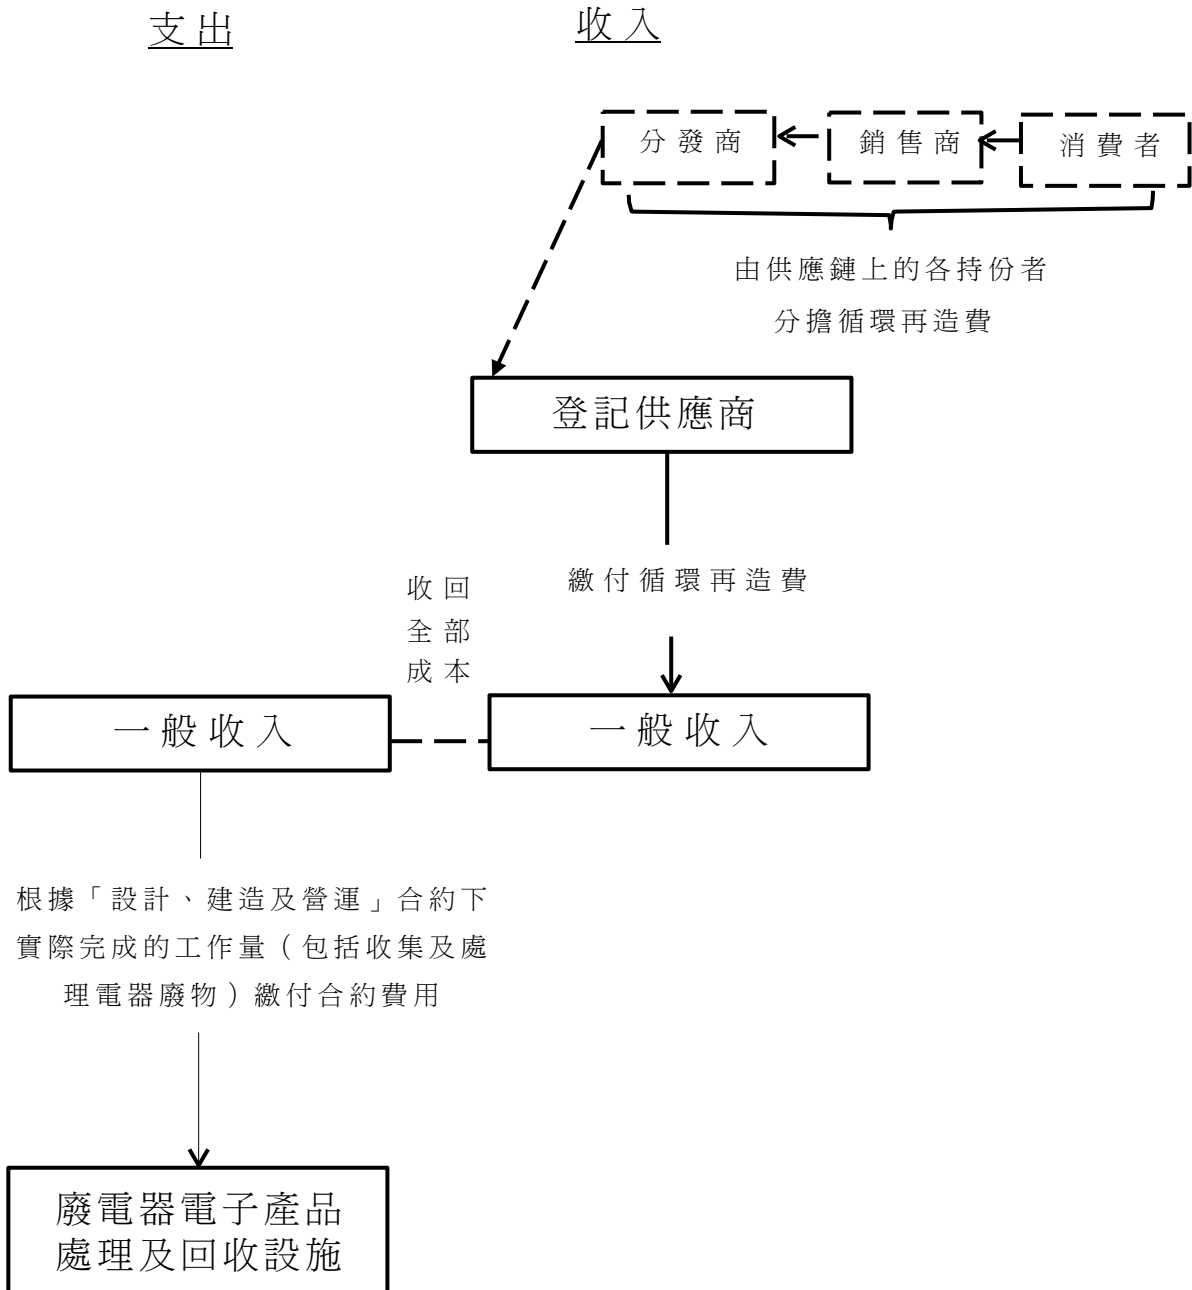 支出
收入
分發商
銷售商
消費者
由供應鏈上的各持份者
分擔循環再造費
登記供應商
繳付循環再造費
收回
全部
成本
一般收入
一般收入
根據「設計、建造及營運」合約下
實際完成的工作量（包括收集及處
理電器廢物）繳付合約費用
廢電器電子產品
處理及回收設施